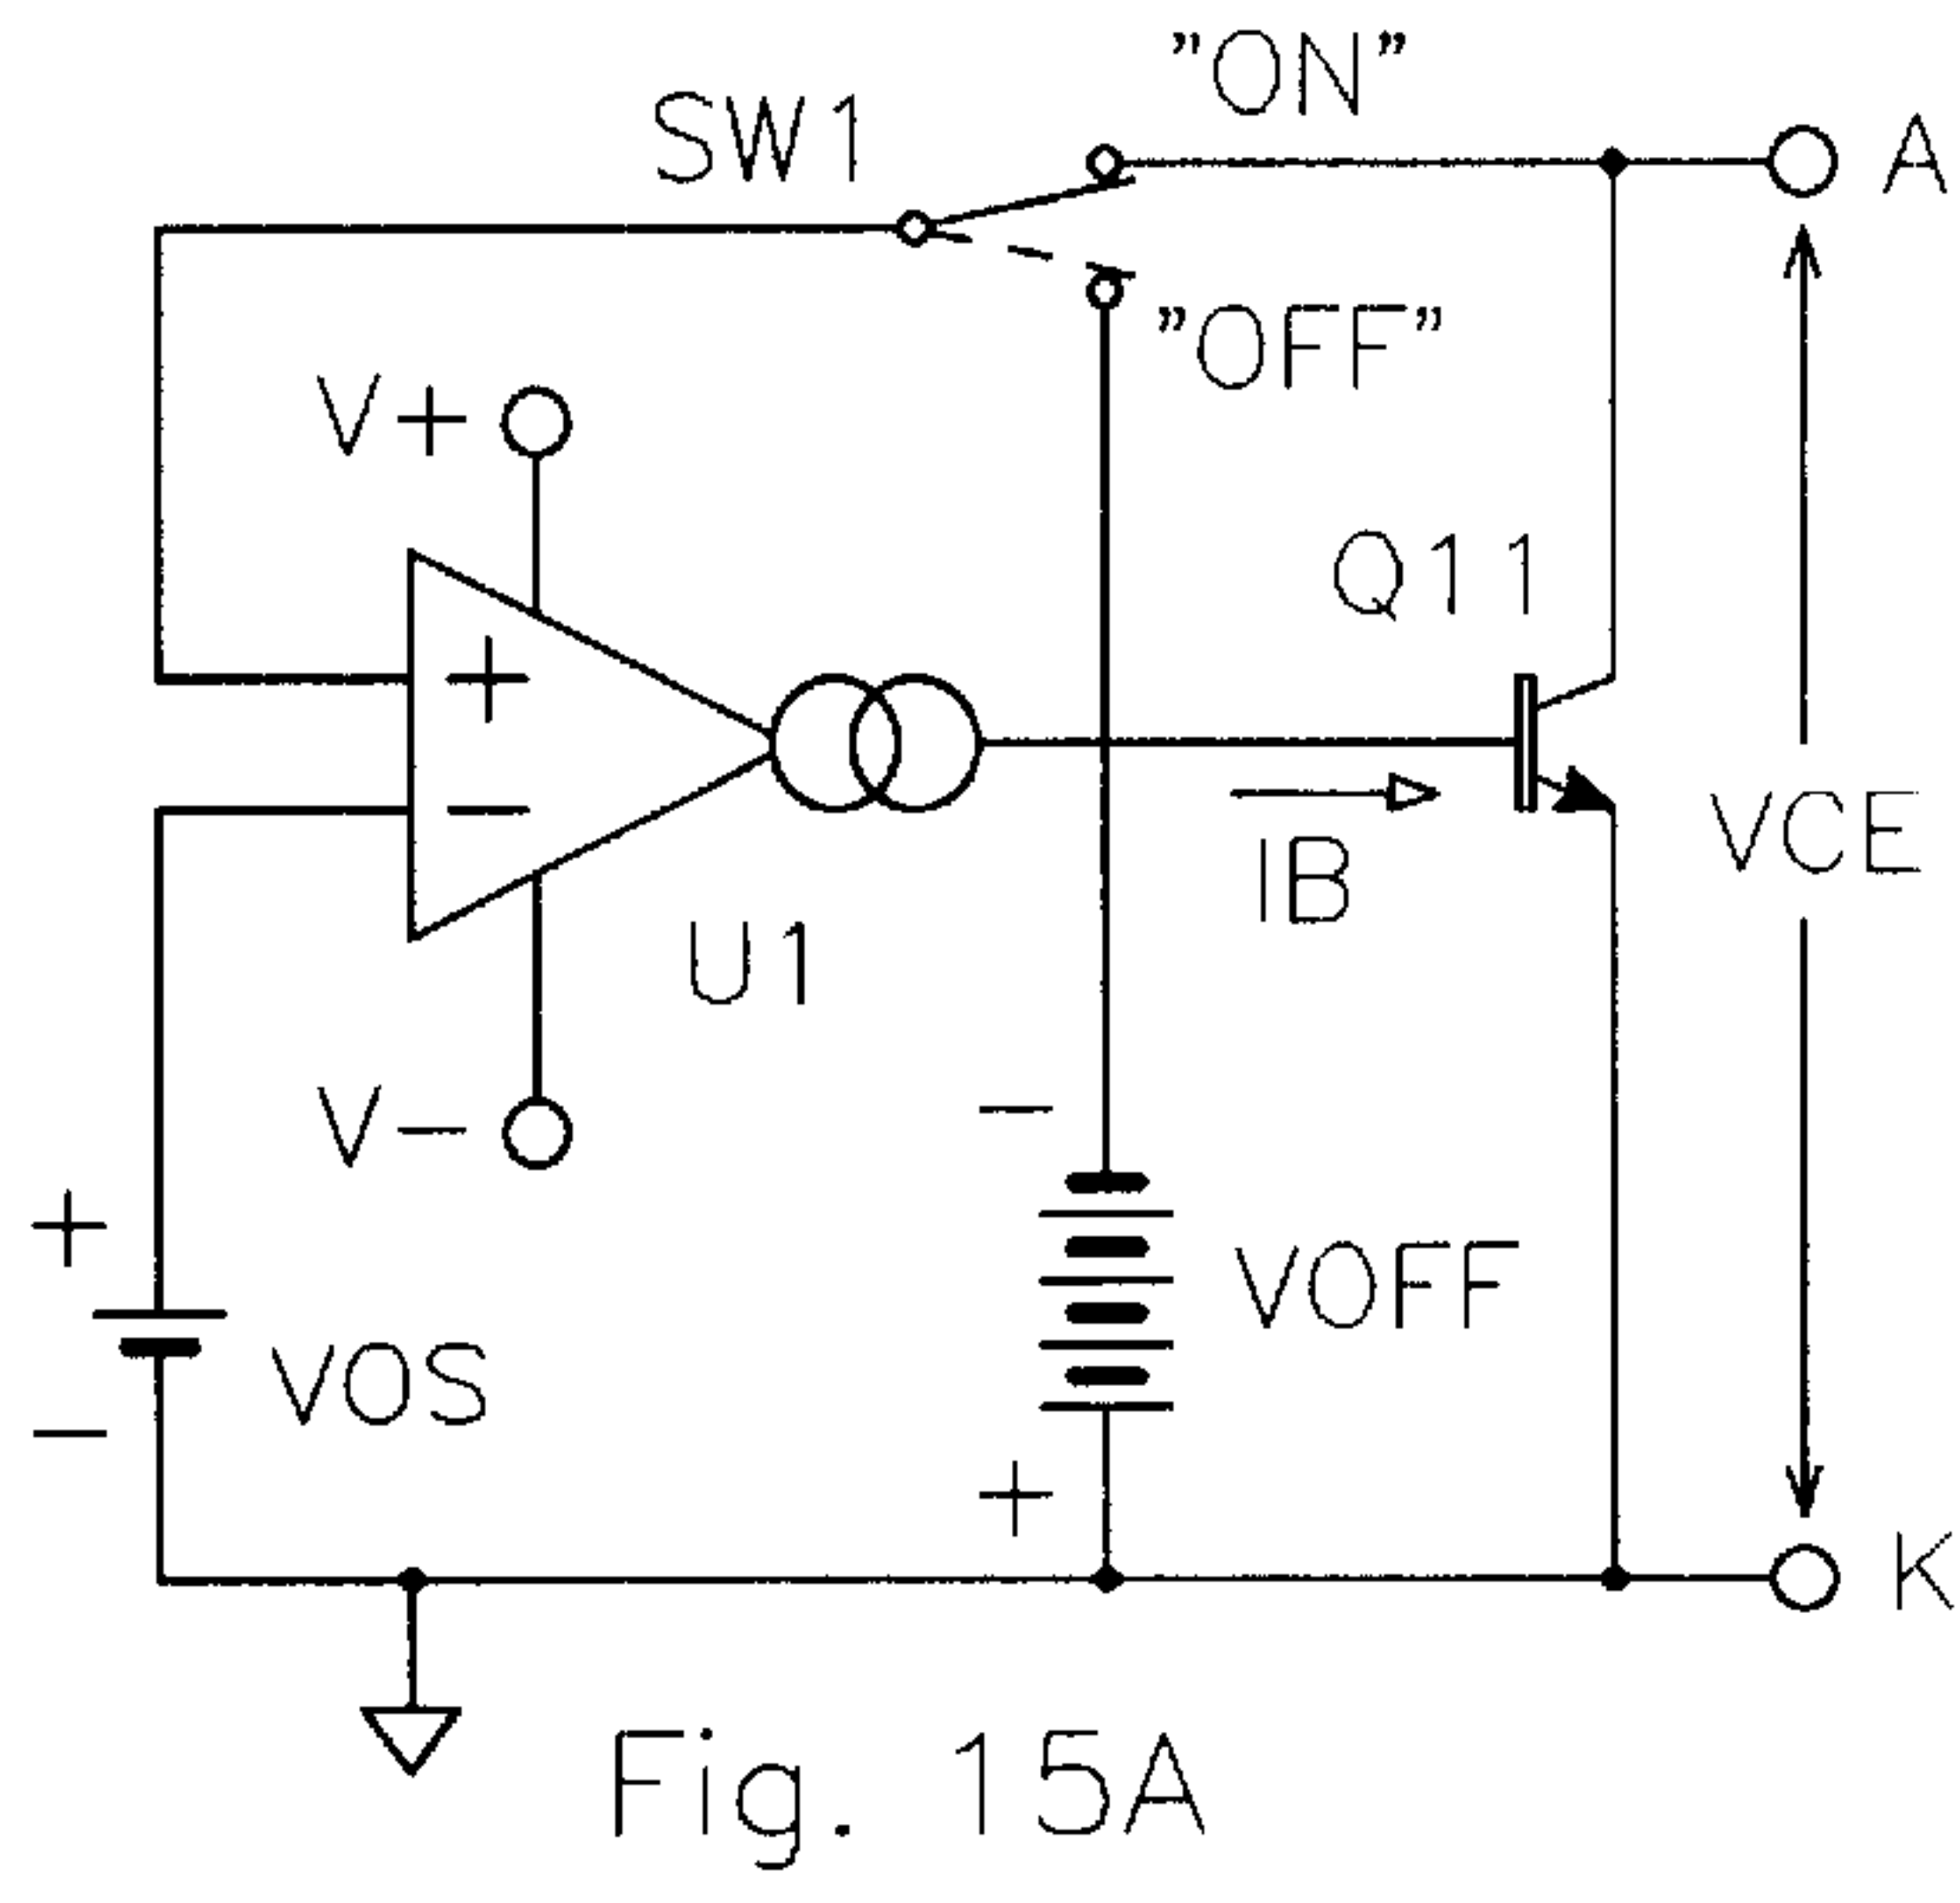 ”ON”
SW1
A
”OFF”
V+
Q11
+
−
IB
VCE
U1
V−
−
+
VOFF
VOS
−
+
K
Fig. 15A